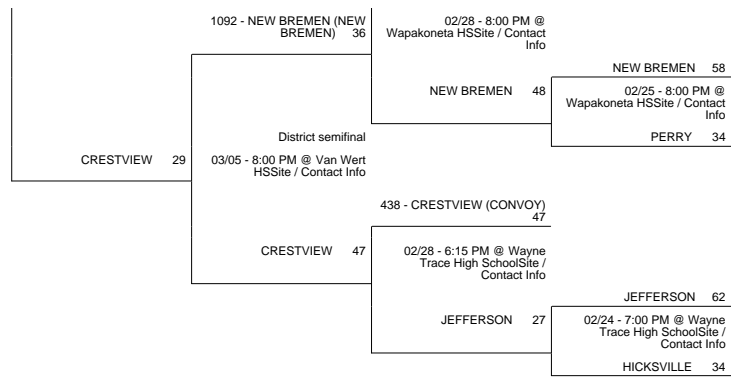 1092 - NEW BREMEN (NEW
BREMEN) 36
02/28 - 8:00 PM @
Wapakoneta HSSite / Contact
Info
NEW BREMEN 58
NEW BREMEN 48
02/25 - 8:00 PM @
Wapakoneta HSSite / Contact
Info
PERRY 34
District semifinal
CRESTVIEW 29
03/05 - 8:00 PM @ Van Wert
HSSite / Contact Info
438 - CRESTVIEW (CONVOY)
47
CRESTVIEW 47
02/28 - 6:15 PM @ Wayne
Trace High SchoolSite /
Contact Info
JEFFERSON 62
JEFFERSON 27
02/24 - 7:00 PM @ Wayne
Trace High SchoolSite /
Contact Info
HICKSVILLE 34